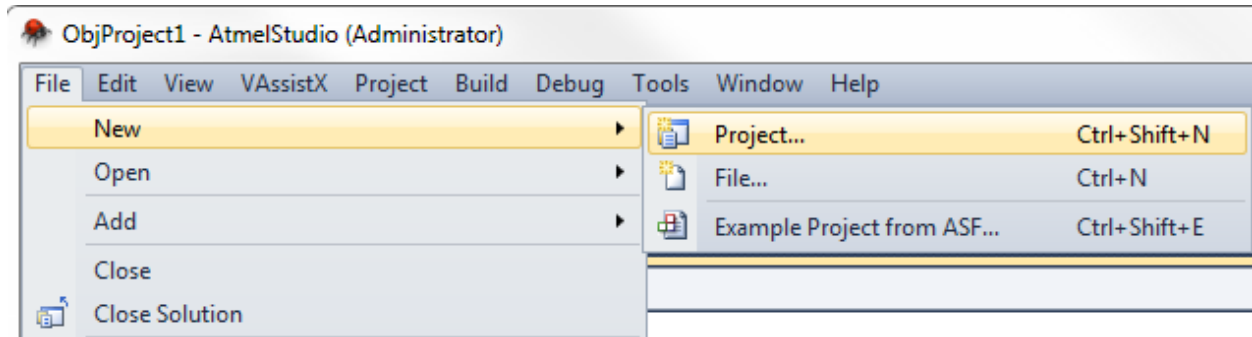 ObjProject1 - AtmelStudio (Administrator)
File Edit View VAssistX Project Build Debug Tools Window Help
New
Project... Ctrl+Shift+N
Open
File... Ctrl+N
Add
Example Project from ASF... Ctrl+Shift+E
Close
Close Solution